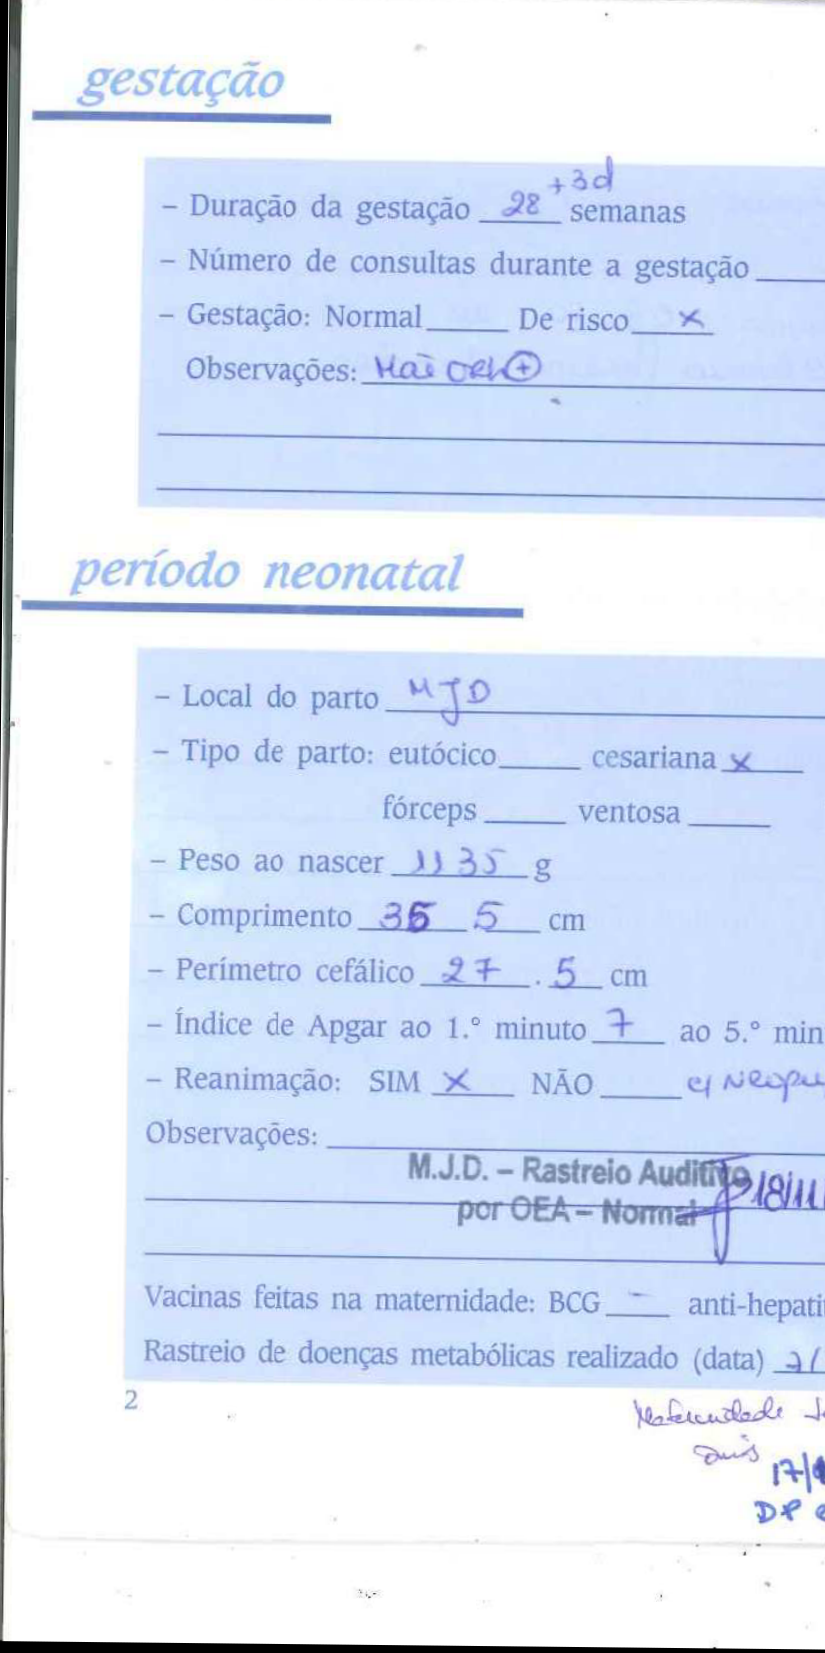 gestação
– Duração da gestação 28 +3d semanas
– Número de consultas durante a gestação
– Gestação: Normal De risco x
Observações: Mãe ORh(+)
período neonatal
– Local do parto MJD
– Tipo de parto: eutócico cesariana x
fórceps ventosa
– Peso ao nascer 1135 g
– Comprimento 35 5 cm
– Perímetro cefálico 27 . 5 cm
– Índice de Apgar ao 1.º minuto 7 ao 5.º min
– Reanimação: SIM X NÃO c/ Neopu
Observações:
M.J.D. – Rastreio Auditivo 18/11
por OEA – Normal
Vacinas feitas na maternidade: BCG – anti-hepati
Rastreio de doenças metabólicas realizado (data) 7/
2
Maternidade
Dinis
17/
DP